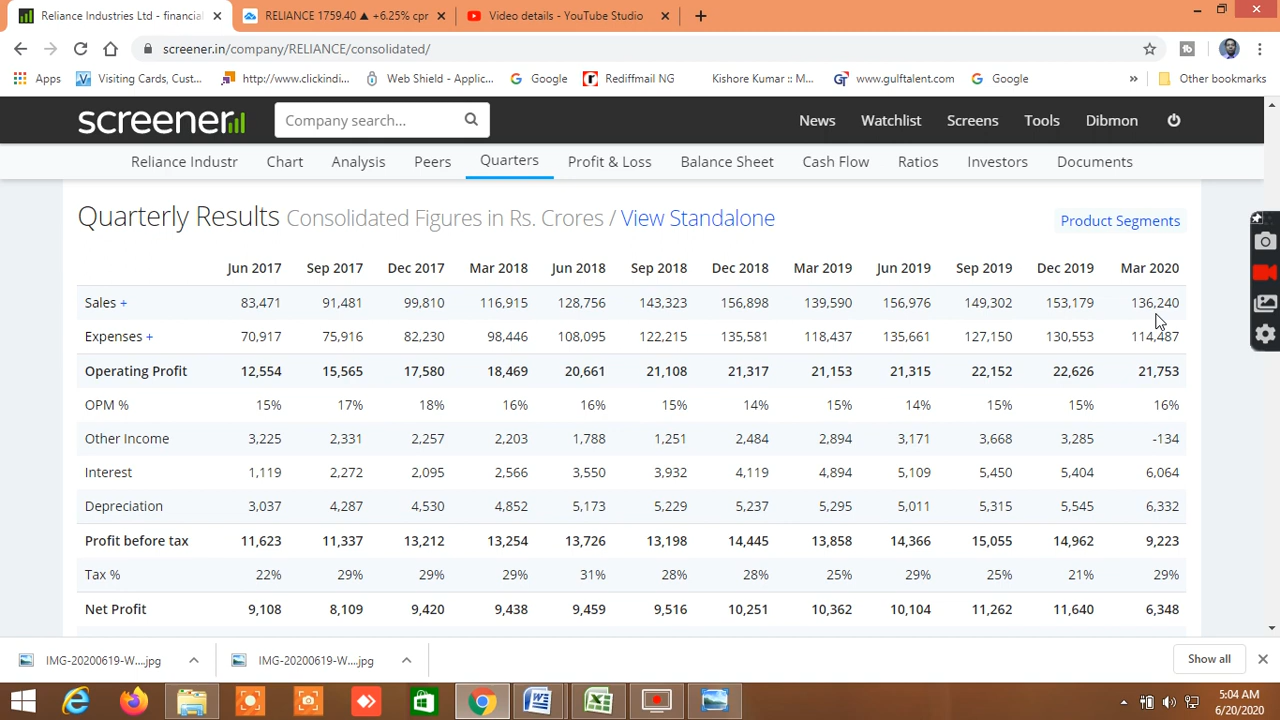 Reliance Industries Ltd - financial
RELIANCE 1759.40 ▲ +6.25% cpr
Video details - YouTube Studio
screener.in/company/RELIANCE/consolidated/
Apps
Visiting Cards, Cust...
http://www.clickindi...
Web Shield - Applic...
Google
Rediffmail NG
Kishore Kumar :: M...
www.gulftalent.com
Google
»
Other bookmarks
screener
Company search...
News
Watchlist
Screens
Tools
Dibmon
Reliance Industr
Chart
Analysis
Peers
Quarters
Profit & Loss
Balance Sheet
Cash Flow
Ratios
Investors
Documents
Quarterly Results Consolidated Figures in Rs. Crores / View Standalone
Product Segments
Jun 2017 Sep 2017 Dec 2017 Mar 2018 Jun 2018 Sep 2018 Dec 2018 Mar 2019 Jun 2019 Sep 2019 Dec 2019 Mar 2020
Sales + 83,471 91,481 99,810 116,915 128,756 143,323 156,898 139,590 156,976 149,302 153,179 136,240
Expenses + 70,917 75,916 82,230 98,446 108,095 122,215 135,581 118,437 135,661 127,150 130,553 114,487
Operating Profit 12,554 15,565 17,580 18,469 20,661 21,108 21,317 21,153 21,315 22,152 22,626 21,753
OPM % 15% 17% 18% 16% 16% 15% 14% 15% 14% 15% 15% 16%
Other Income 3,225 2,331 2,257 2,203 1,788 1,251 2,484 2,894 3,171 3,668 3,285 -134
Interest 1,119 2,272 2,095 2,566 3,550 3,932 4,119 4,894 5,109 5,450 5,404 6,064
Depreciation 3,037 4,287 4,530 4,852 5,173 5,229 5,237 5,295 5,011 5,315 5,545 6,332
Profit before tax 11,623 11,337 13,212 13,254 13,726 13,198 14,445 13,858 14,366 15,055 14,962 9,223
Tax % 22% 29% 29% 29% 31% 28% 28% 25% 29% 25% 21% 29%
Net Profit 9,108 8,109 9,420 9,438 9,459 9,516 10,251 10,362 10,104 11,262 11,640 6,348
IMG-20200619-W....jpg
IMG-20200619-W....jpg
Show all
5:04 AM
6/20/2020